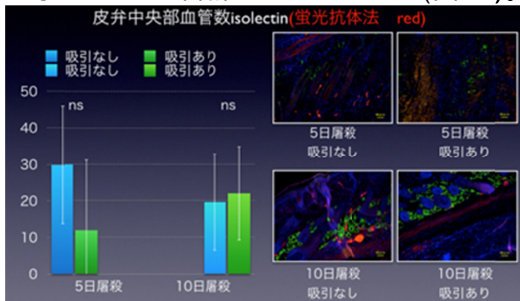 皮弁中央部血管数isolectin(蛍光抗体法 red)
吸引なし 吸引あり
吸引なし 吸引あり
50
40
30
20
10
0
ns
ns
5日屠殺
10日屠殺
5日屠殺
吸引なし
5日屠殺
吸引あり
10日屠殺
吸引なし
10日屠殺
吸引あり